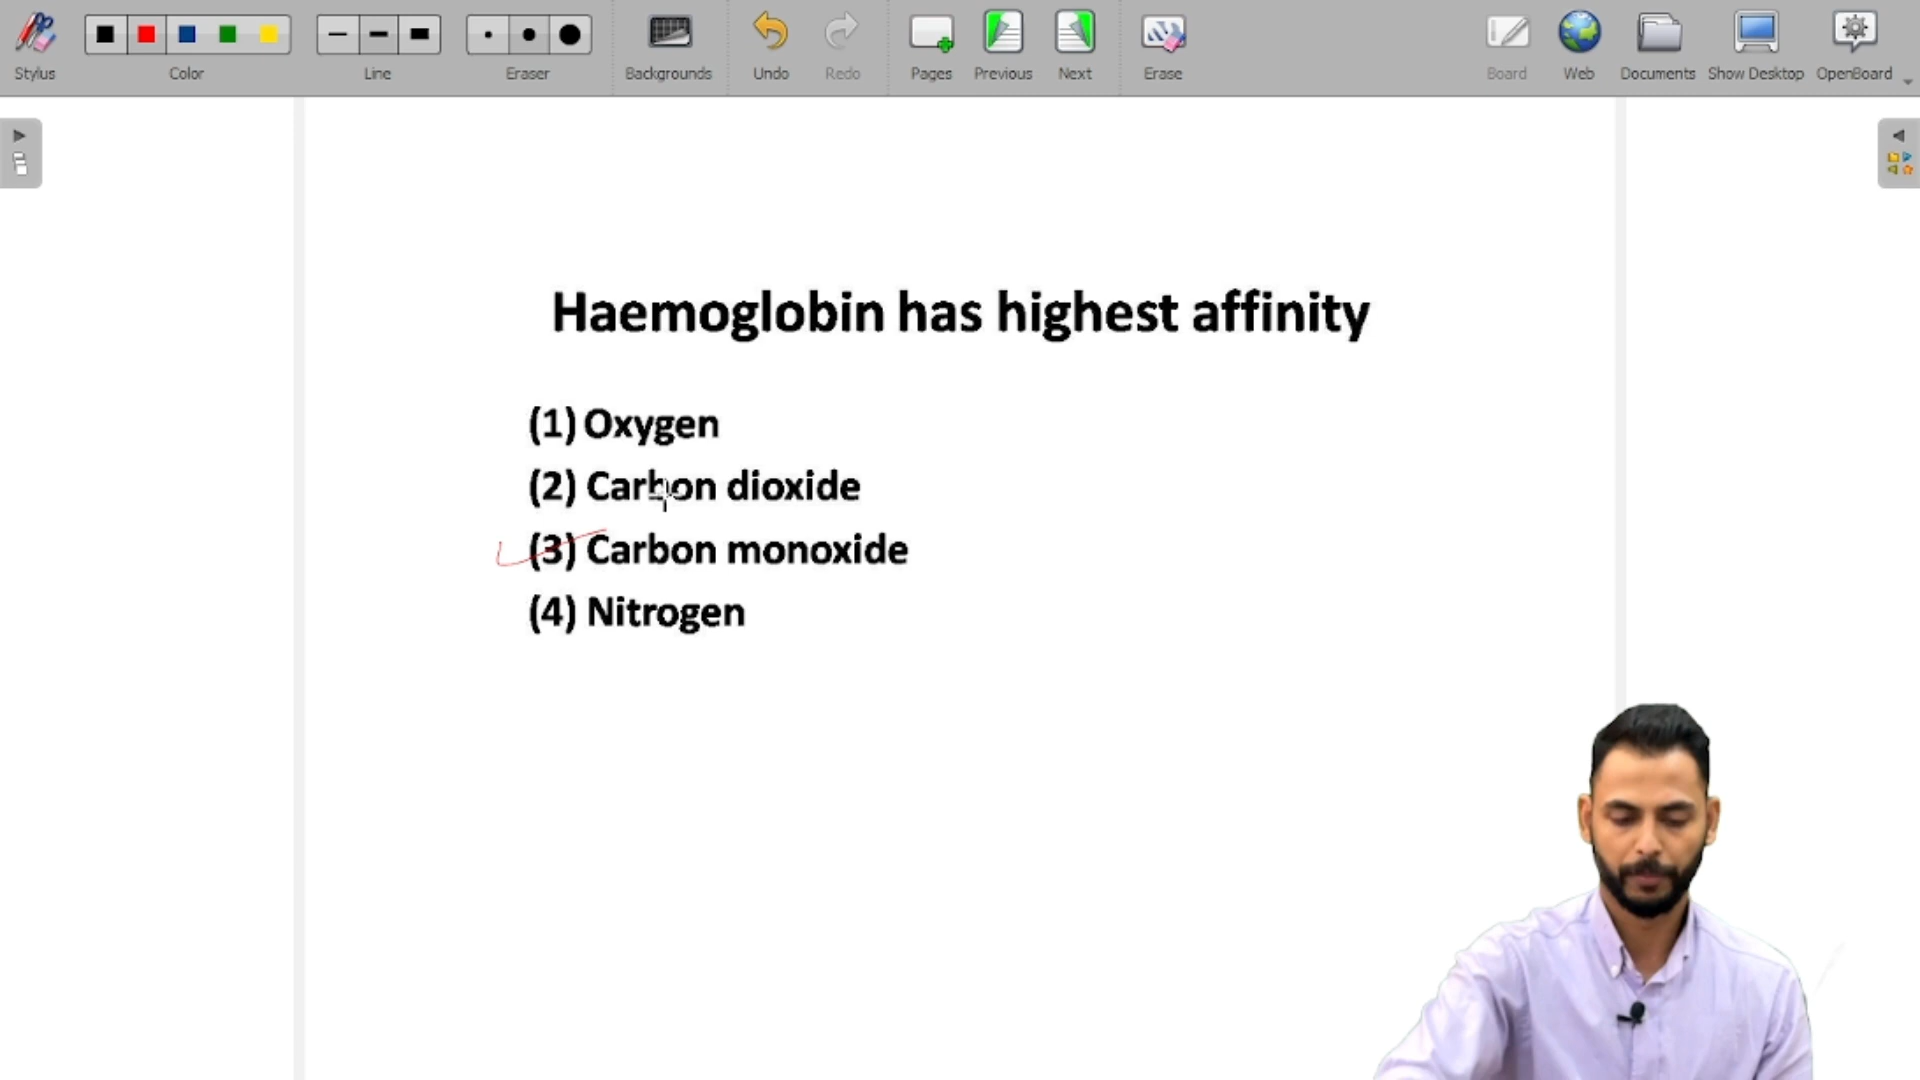 Stylus Color Line Eraser Backgrounds Undo Redo Pages Previous Next Erase Board Web Documents Show Desktop OpenBoard
Haemoglobin has highest affinity
(1) Oxygen
(2) Carbon dioxide
(3) Carbon monoxide
(4) Nitrogen